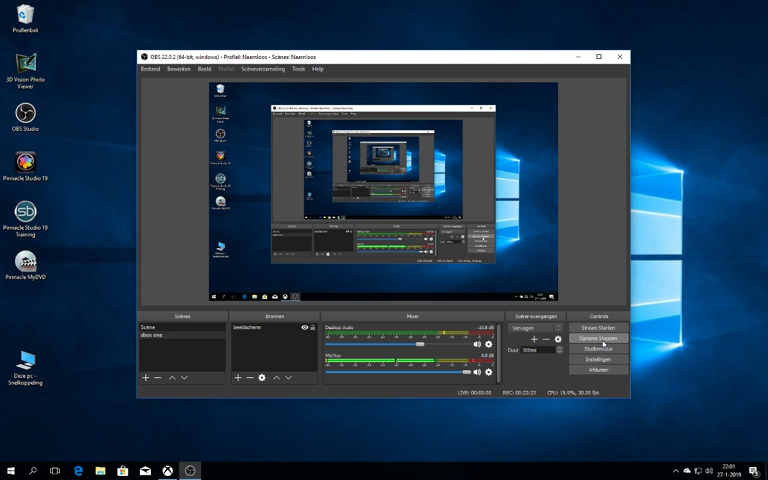 Prullenbak
3D Vision Photo
Viewer
OBS Studio
Pinnacle Studio 19
Pinnacle Studio 19
Training
Pinnacle MyDVD
Deze pc -
Snelkoppeling
OBS 22.0.2 (64-bit, windows) - Profiel: Naamloos - Scènes: Naamloos
Bestand Bewerken Beeld Profiel Scèneverzameling Tools Help
Scènes
Scène
xbox one
Bronnen
beeldscherm
Mixer
Desktop Audio
Mic/Aux
0.0 dB
Scène-overgangen
Vervagen
Duur 300ms
Controls
Stream Starten
Opname Stoppen
Studiomodus
Instellingen
Afsluiten
LIVE: 00:00:00 REC: 00:22:23 CPU: 15.9%, 30.00 fps
22:01
27-1-2019